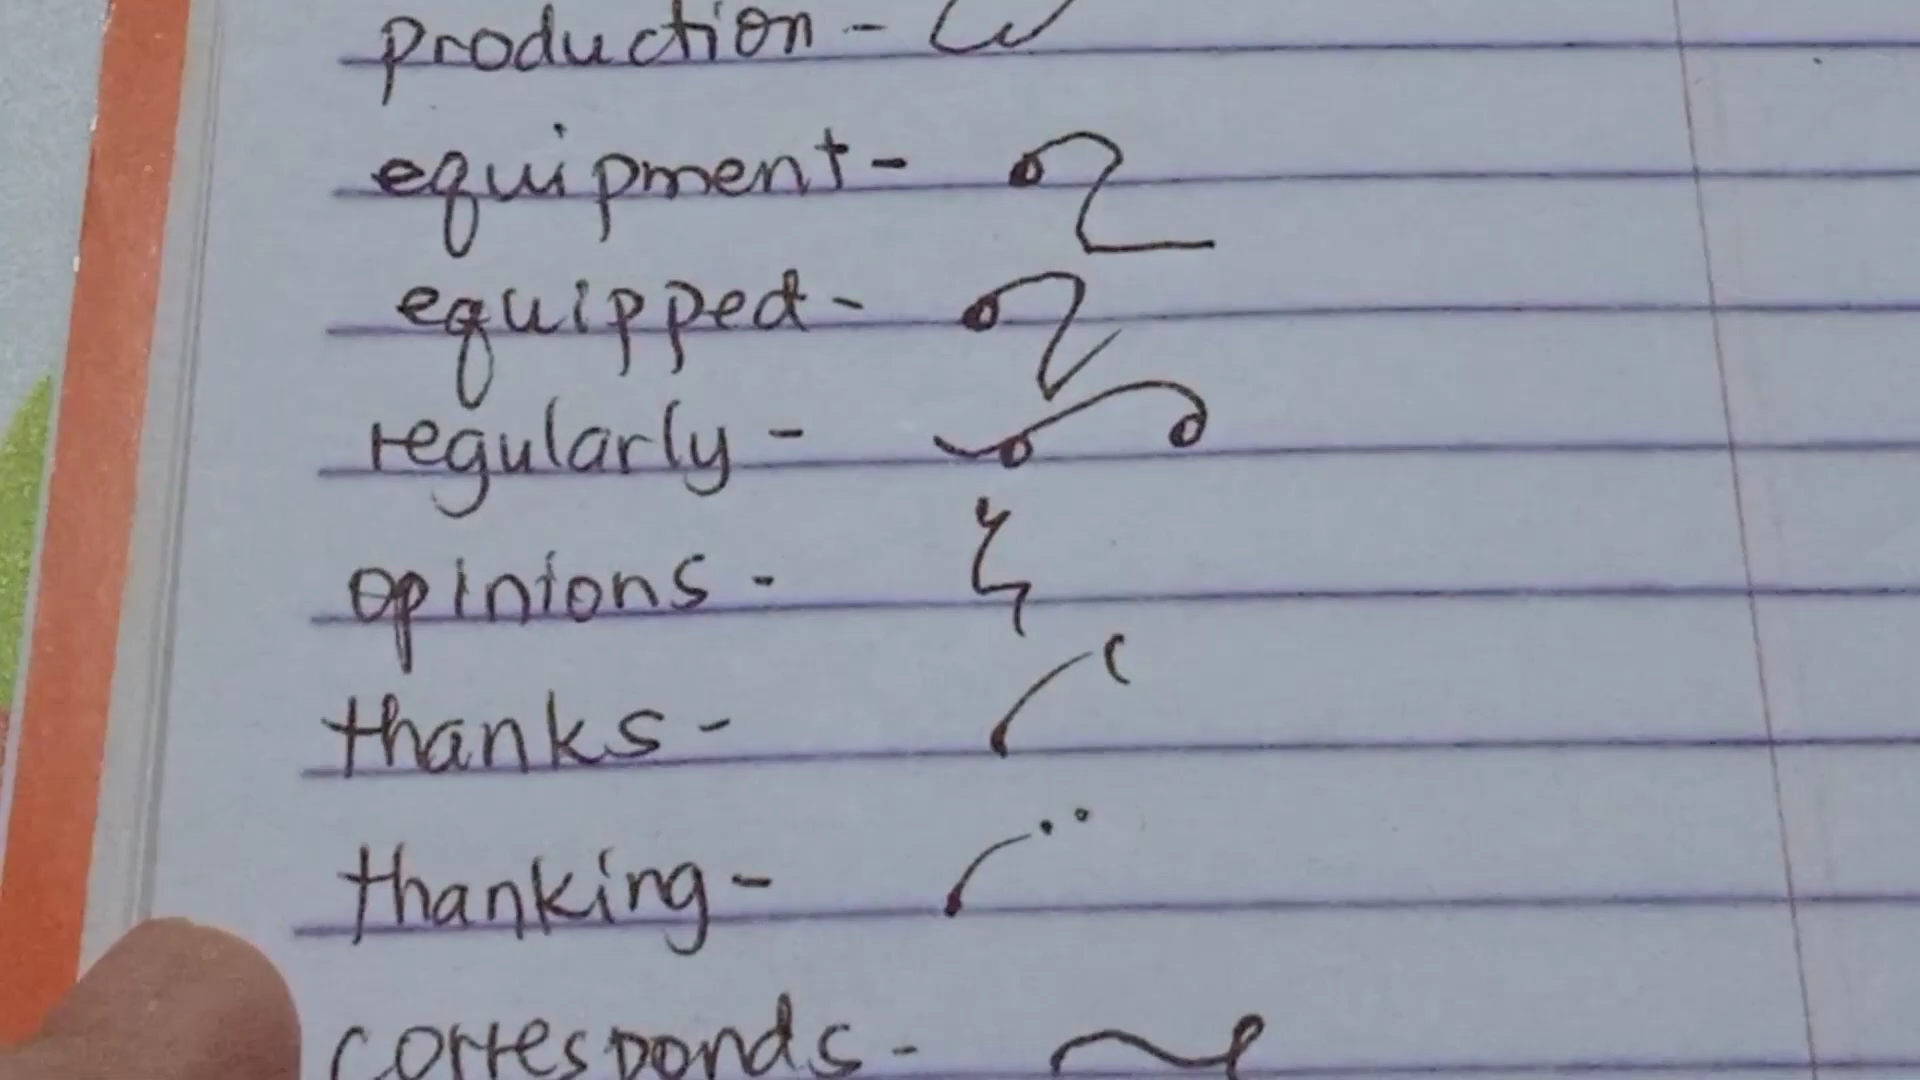 production -
equipment -
equipped -
regularly -
opinions -
thanks -
thanking -
corresponds -